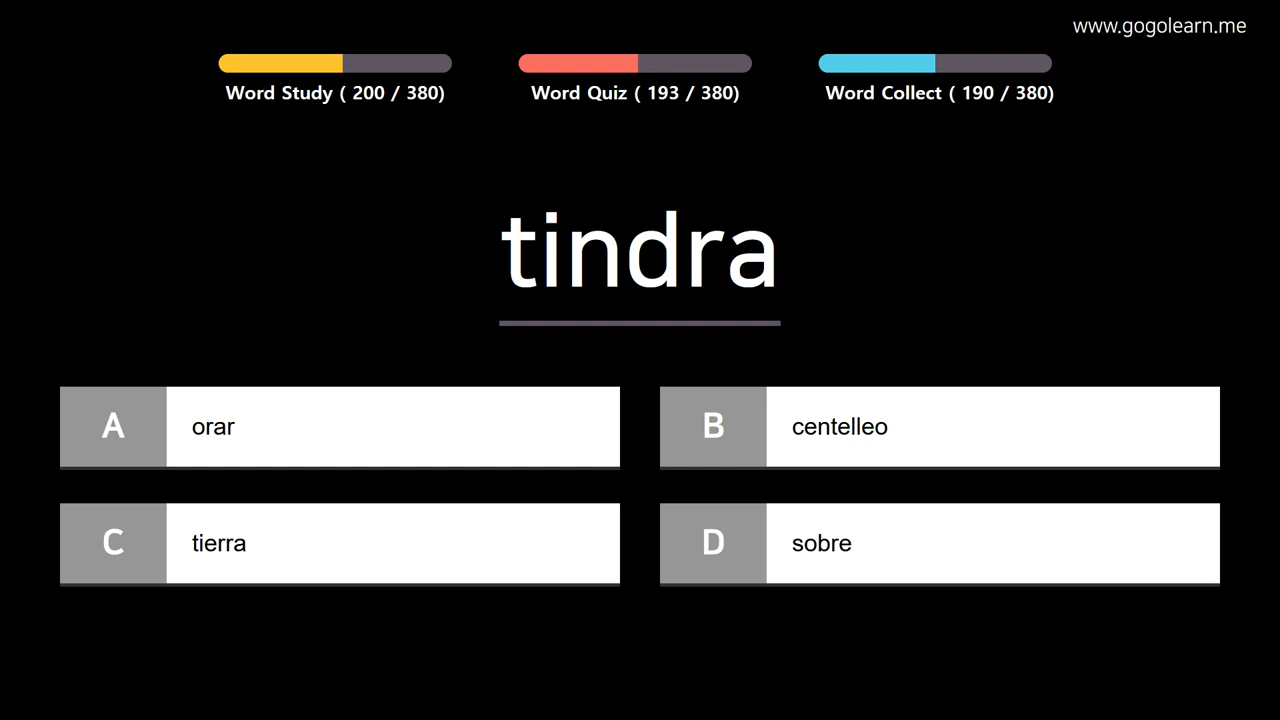 www.gogolearn.me
Word Study ( 200 / 380)
Word Quiz ( 193 / 380)
Word Collect ( 190 / 380)
tindra
A orar
B centelleo
C tierra
D sobre